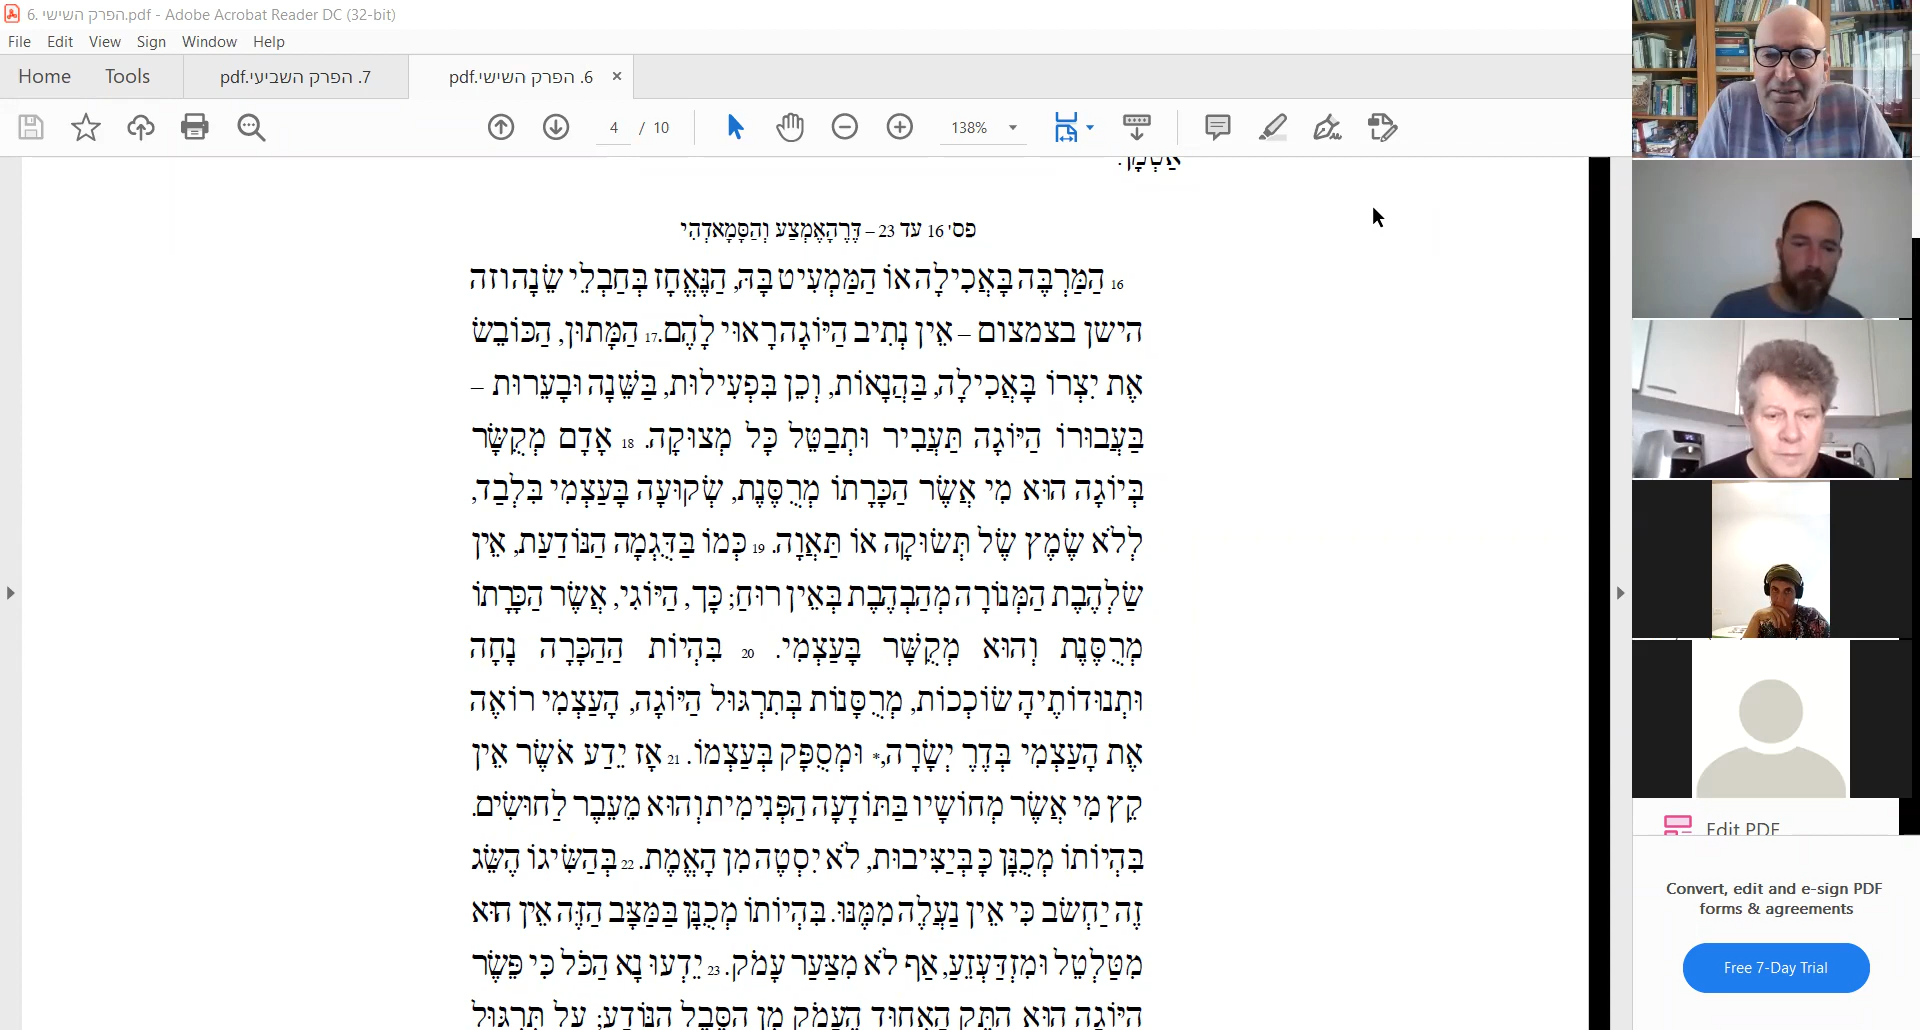 6. הפרק השישי.pdf - Adobe Acrobat Reader DC (32-bit)
File Edit View Sign Window Help
Home Tools 7. הפרק השביעי.pdf 6. הפרק השישי.pdf ×
4 / 10 138%
פס' 16 עד 23 – דֶּרֶהָאֶמְצַע וְהַסָּמָאדְהִי
16 הַמַּרְבֶּה בָּאֲכִילָה אוֹ הַמַּמְעִיט בָּהּ, הַנֶּאֱחָז בְּחַבְלֵי שֵׁנָה וזה
הישן בצמצום – אֵין נְתִיב הַיּוֹגָה רָאוּי לָהֶם. 17 הַמָּתוּן, הַכּוֹבֵשׁ
אֶת יִצְרוֹ בָּאֲכִילָה, בַּהֲנָאוֹת, וְכֵן בִּפְעִילוּת, בַּשֵּׁנָה וּבָעֵרוּת –
בַּעֲבוּרוֹ הַיּוֹגָה תַּעֲבִיר וּתְבַטֵּל כָּל מְצוּקָה. 18 אָדָם מְקֻשָּׁר
בְּיוֹגָה הוּא מִי אֲשֶׁר הַכָּרָתוֹ מְרֻסֶּנֶת, שְׁקוּעָה בָּעַצְמִי בִּלְבַד,
לְלֹא שֶׁמֶץ שֶׁל תְּשׁוּקָה אוֹ תַּאֲוָה. 19 כְּמוֹ בַּדֻּגְמָה הַנּוֹדַעַת, אֵין
שַׁלְהֶבֶת הַמְּנוֹרָה מְהַבְהֶבֶת בְּאֵין רוּחַ; כָּךְ, הַיּוֹגִי, אֲשֶׁר הַכָּרָתוֹ
מְרֻסֶּנֶת וְהוּא מְקֻשָּׁר בָּעַצְמִי. 20 בִּהְיוֹת הַהַכָּרָה נָחָה
וּתְנוּדוֹתֶיהָ שׁוֹכְכוֹת, מְרֻסָּנוֹת בְּתִרְגּוּל הַיּוֹגָה, הָעַצְמִי רוֹאֶה
אֶת הָעַצְמִי בְּדֶרֶ יְשָׁרָה,* וּמְסֻפָּק בְּעַצְמוֹ. 21 אָז יֵדַע אֹשֶׁר אֵין
קֵץ מִי אֲשֶׁר מְחוֹשָׁיו בַּתּוֹדָעָה הַפְּנִימִית וְהוּא מֵעֵבֶר לַחוּשִׁים.
בִּהְיוֹתוֹ מְכֻנָּן כָּ בְּיַצִּיבוּת, לֹא יִסְטֶה מִן הָאֱמֶת. 22 בְּהַשִּׂיגוֹ הֶשֵּׂג
זֶה יַחְשֹׁב כִּי אֵין נַעֲלֶה מִמֶּנּוּ. בִּהְיוֹתוֹ מְכֻנָּן בַּמַּצָּב הַזֶּה אֵין הוּא
מִטַּלְטֵל וּמִזְדַּעְזֵעַ, אַף לֹא מִצַּעַר עָמֹק. 23 יֵדְעוּ נָא הַכֹּל כִּי פֵּשֶׁר
הַיּוֹגָה הוּא הַתֵּק הָאִחוּד הֶעָמֹק מִן הַסֵּבֶל הַנּוֹדָע; עַל תִּרְגּוּל
Edit PDF
Convert, edit and e-sign PDF
forms & agreements
Free 7-Day Trial